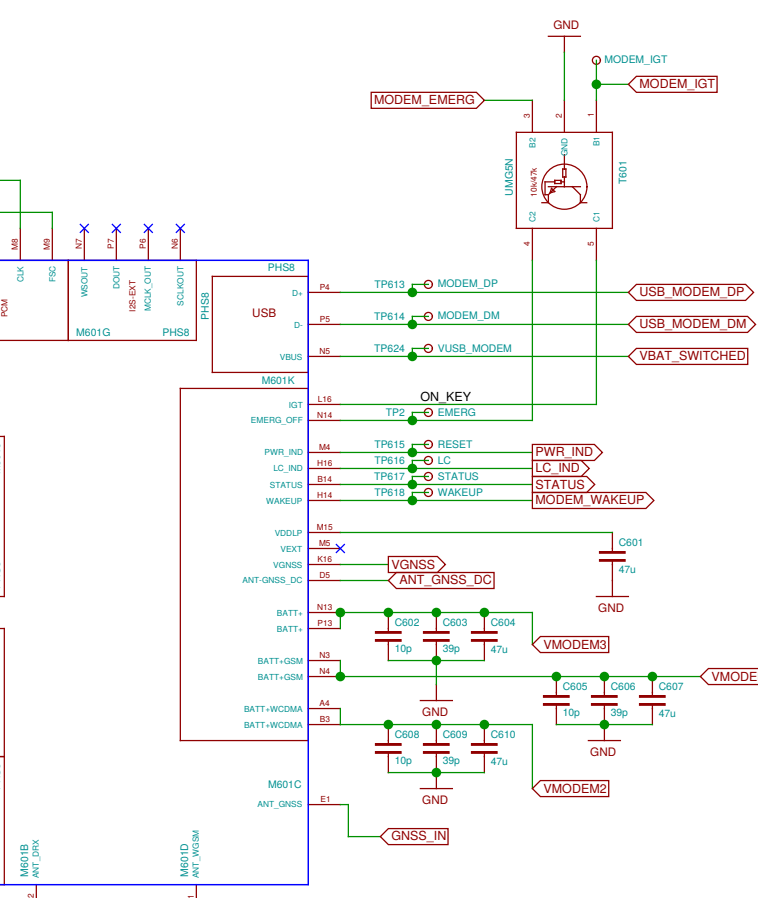 GND
MODEM_IGT
MODEM_IGT
MODEM_EMERG
3
2
1
B2
GND
B1
UMG5N
10k/47k
T601
C2
C1
4
5
M8
M9
N7
P7
P6
N6
CLK
FSC
PCM
WSOUT
DOUT
I2S-EXT
MCLK_OUT
SCLKOUT
M601G
PHS8
PHS8
PHS8
USB
D+
P4
TP613
MODEM_DP
USB_MODEM_DP
D-
P5
TP614
MODEM_DM
USB_MODEM_DM
VBUS
N5
TP624
VUSB_MODEM
VBAT_SWITCHED
M601K
ON_KEY
IGT
L16
EMERG_OFF
N14
TP2
EMERG
PWR_IND
M4
TP615
RESET
PWR_IND
LC_IND
H16
TP616
LC
LC_IND
STATUS
B14
TP617
STATUS
STATUS
WAKEUP
H14
TP618
WAKEUP
MODEM_WAKEUP
VDDLP
M15
C601
47u
GND
VEXT
M5
VGNSS
K16
VGNSS
ANT-GNSS_DC
D5
ANT_GNSS_DC
BATT+
N13
BATT+
P13
C602
C603
C604
10p
39p
47u
VMODEM3
GND
BATT+GSM
N3
BATT+GSM
N4
VMODE
C605
C606
C607
10p
39p
47u
GND
BATT+WCDMA
A4
BATT+WCDMA
B3
C608
C609
C610
10p
39p
47u
VMODEM2
GND
M601C
ANT_GNSS
E1
GNSS_IN
M601B
ANT_DRX
M601D
ANT_WGSM
2
1